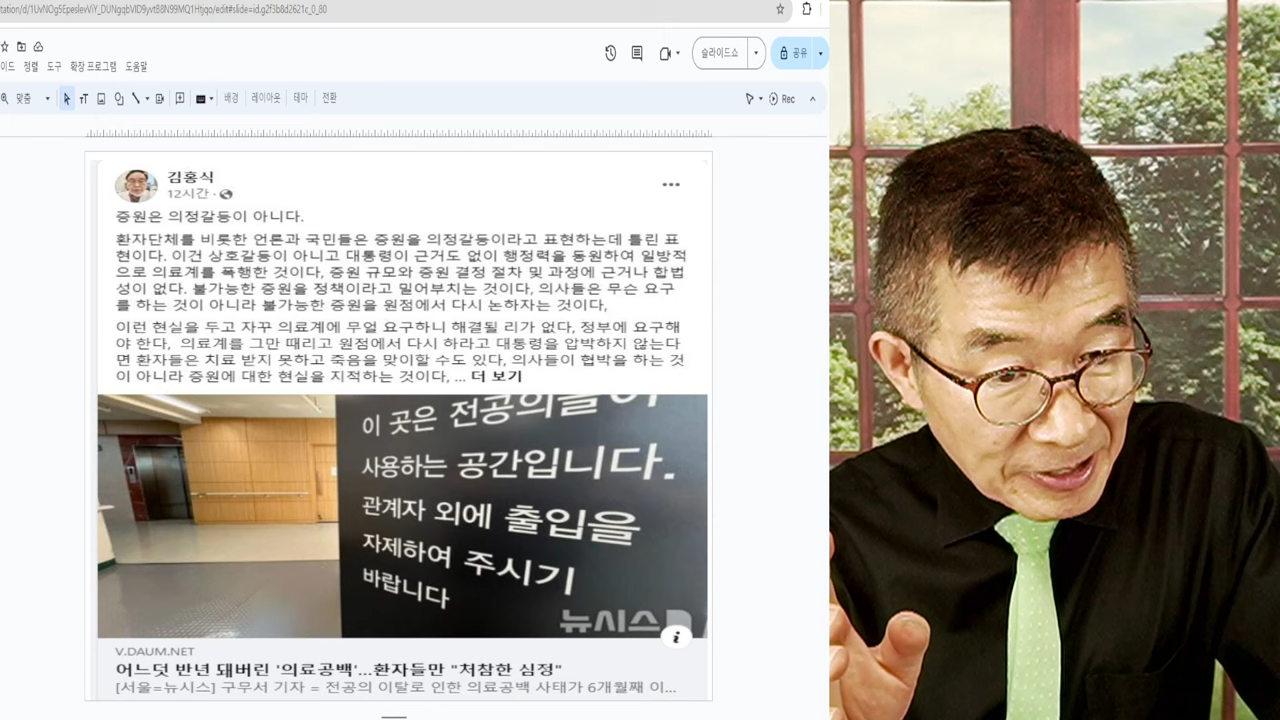 tation/d/1UvNOg5EpeslevViY_DUNgqbVlD9yvtB8N99MQ1Htjqo/edit#slide=id.g2f3b8d2621c_0_80
이드 정렬 도구 확장 프로그램 도움말
슬라이드쇼
공유
맞춤
배경 레이아웃 테마 전환
Rec
김홍식
12시간 ·
증원은 의정갈등이 아니다.
환자단체를 비롯한 언론과 국민들은 증원을 의정갈등이라고 표현하는데 틀린 표
현이다. 이건 상호갈등이 아니고 대통령이 근거도 없이 행정력을 동원하여 일방적
으로 의료계를 폭행한 것이다, 증원 규모와 증원 결정 절차 및 과정에 근거나 합법
성이 없다. 불가능한 증원을 정책이라고 밀어부치는 것이다, 의사들은 무슨 요구
를 하는 것이 아니라 불가능한 증원을 원점에서 다시 논하자는 것이다,
이런 현실을 두고 자꾸 의료계에 무얼 요구하니 해결될 리가 없다, 정부에 요구해
야 한다, 의료계를 그만 때리고 원점에서 다시 하라고 대통령을 압박하지 않는다
면 환자들은 치료 받지 못하고 죽음을 맞이할 수도 있다, 의사들이 협박을 하는 것
이 아니라 증원에 대한 현실을 지적하는 것이다, ... 더 보기
이 곳은 전공의들이
사용하는 공간입니다.
관계자 외에 출입을
자제하여 주시기
바랍니다
뉴시스
V.DAUM.NET
어느덧 반년 돼버린 '의료공백'…환자들만 "처참한 심정"
[서울=뉴시스] 구무서 기자 = 전공의 이탈로 인한 의료공백 사태가 6개월째 이...